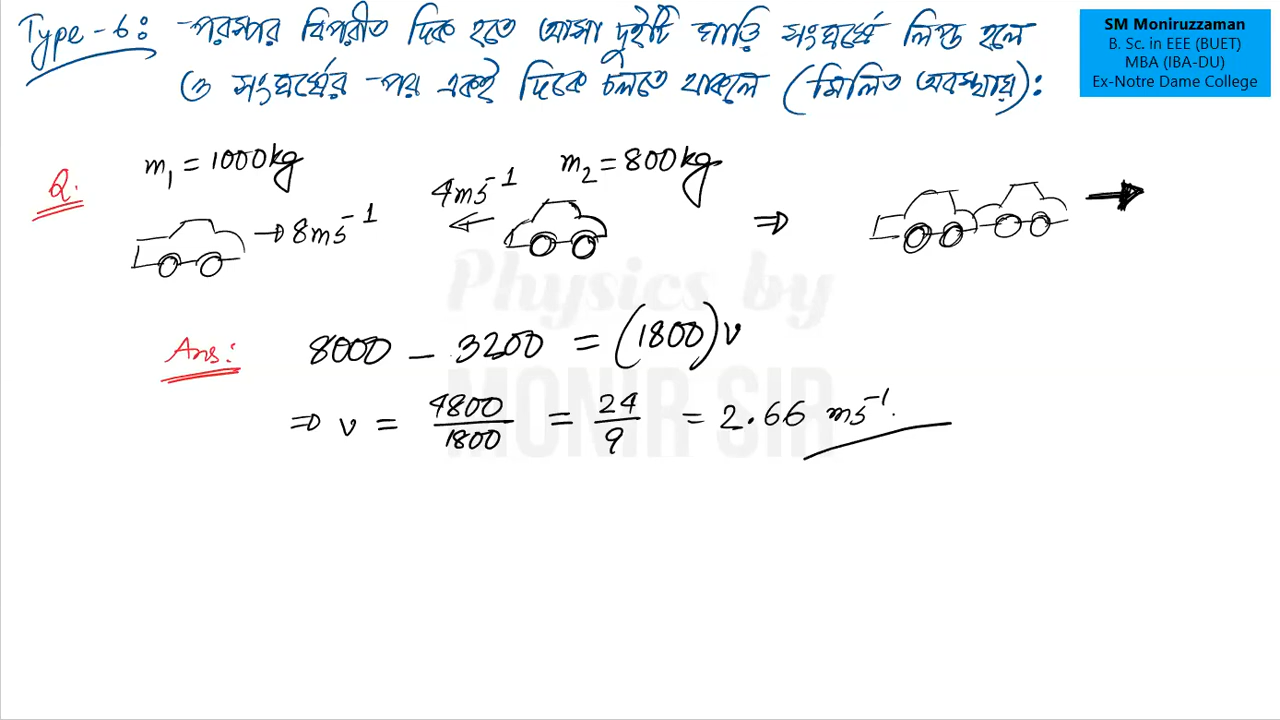 Type-6: পরস্পর বিপরীত দিক হতে আসা দুইটি গাড়ি সংঘর্ষে লিপ্ত হলে
ও সংঘর্ষের পর একই দিকে চলতে থাকলে (মিলিত অবস্থায়):
SM Moniruzzaman
B. Sc. in EEE (BUET)
MBA (IBA-DU)
Ex-Notre Dame College
Q. m₁ = 1000kg m₂ = 800kg
→ 8ms⁻¹ 4ms⁻¹ ← ⇒ →
Physics by
MONIR SIR
Ans: 8000 - 3200 = (1800)v
⇒ v = 4800/1800 = 24/9 = 2.66 ms⁻¹.